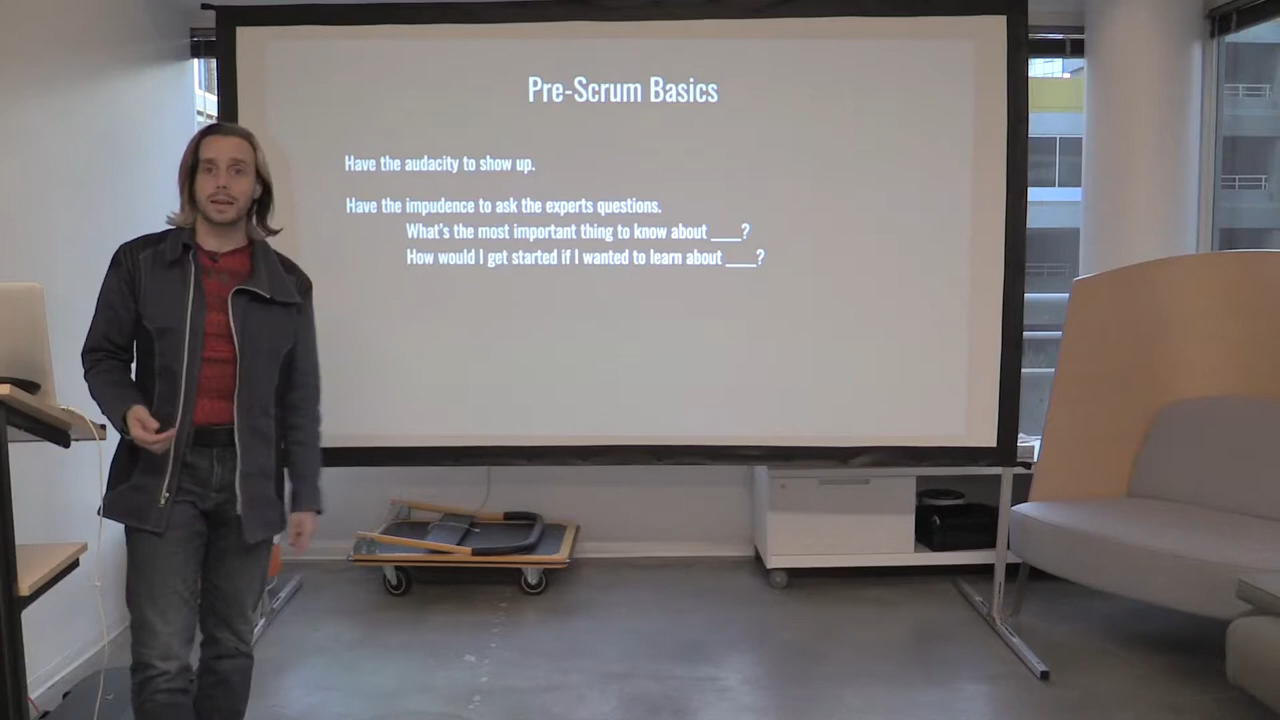 Pre-Scrum Basics
Have the audacity to show up.
Have the impudence to ask the experts questions.
What's the most important thing to know about ____?
How would I get started if I wanted to learn about ____?